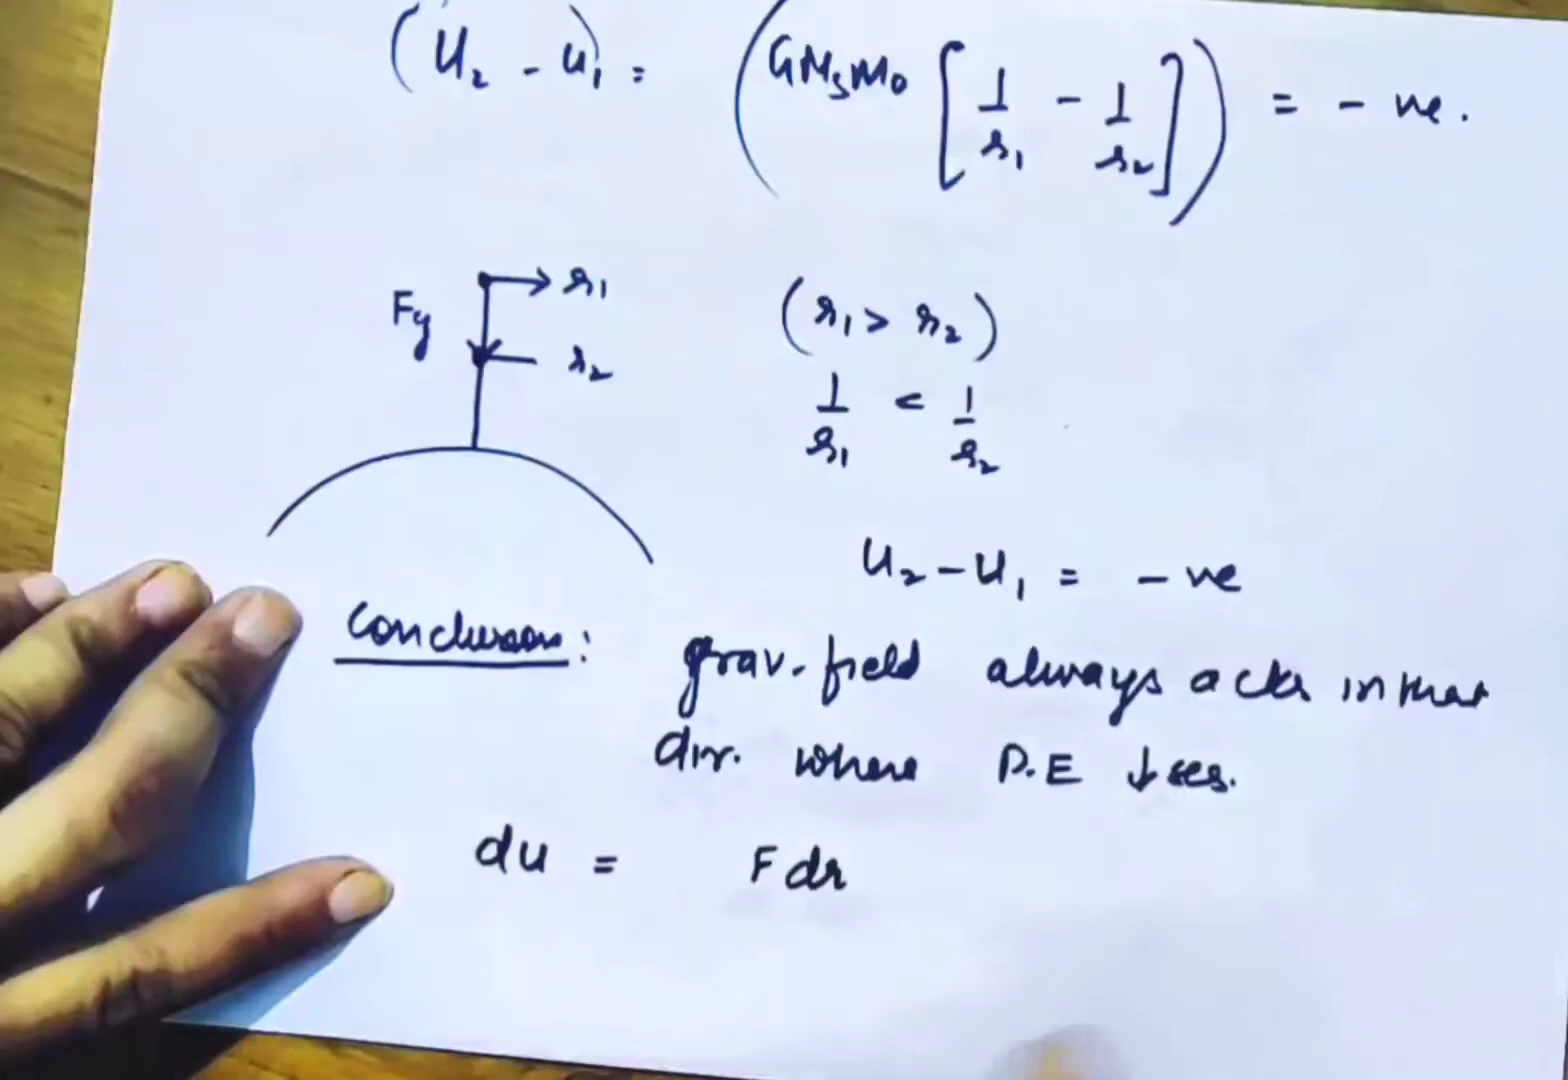 (U₂ - U₁) = (GMₛM₀ [1/r₁ - 1/r₂]) = - ve.
r₁
Fg
r₂
(r₁ > r₂)
1/r₁ < 1/r₂
U₂ - U₁ = - ve
Conclusion: grav. field always acts in that
dir. where P.E ↓ses.
du = F dr